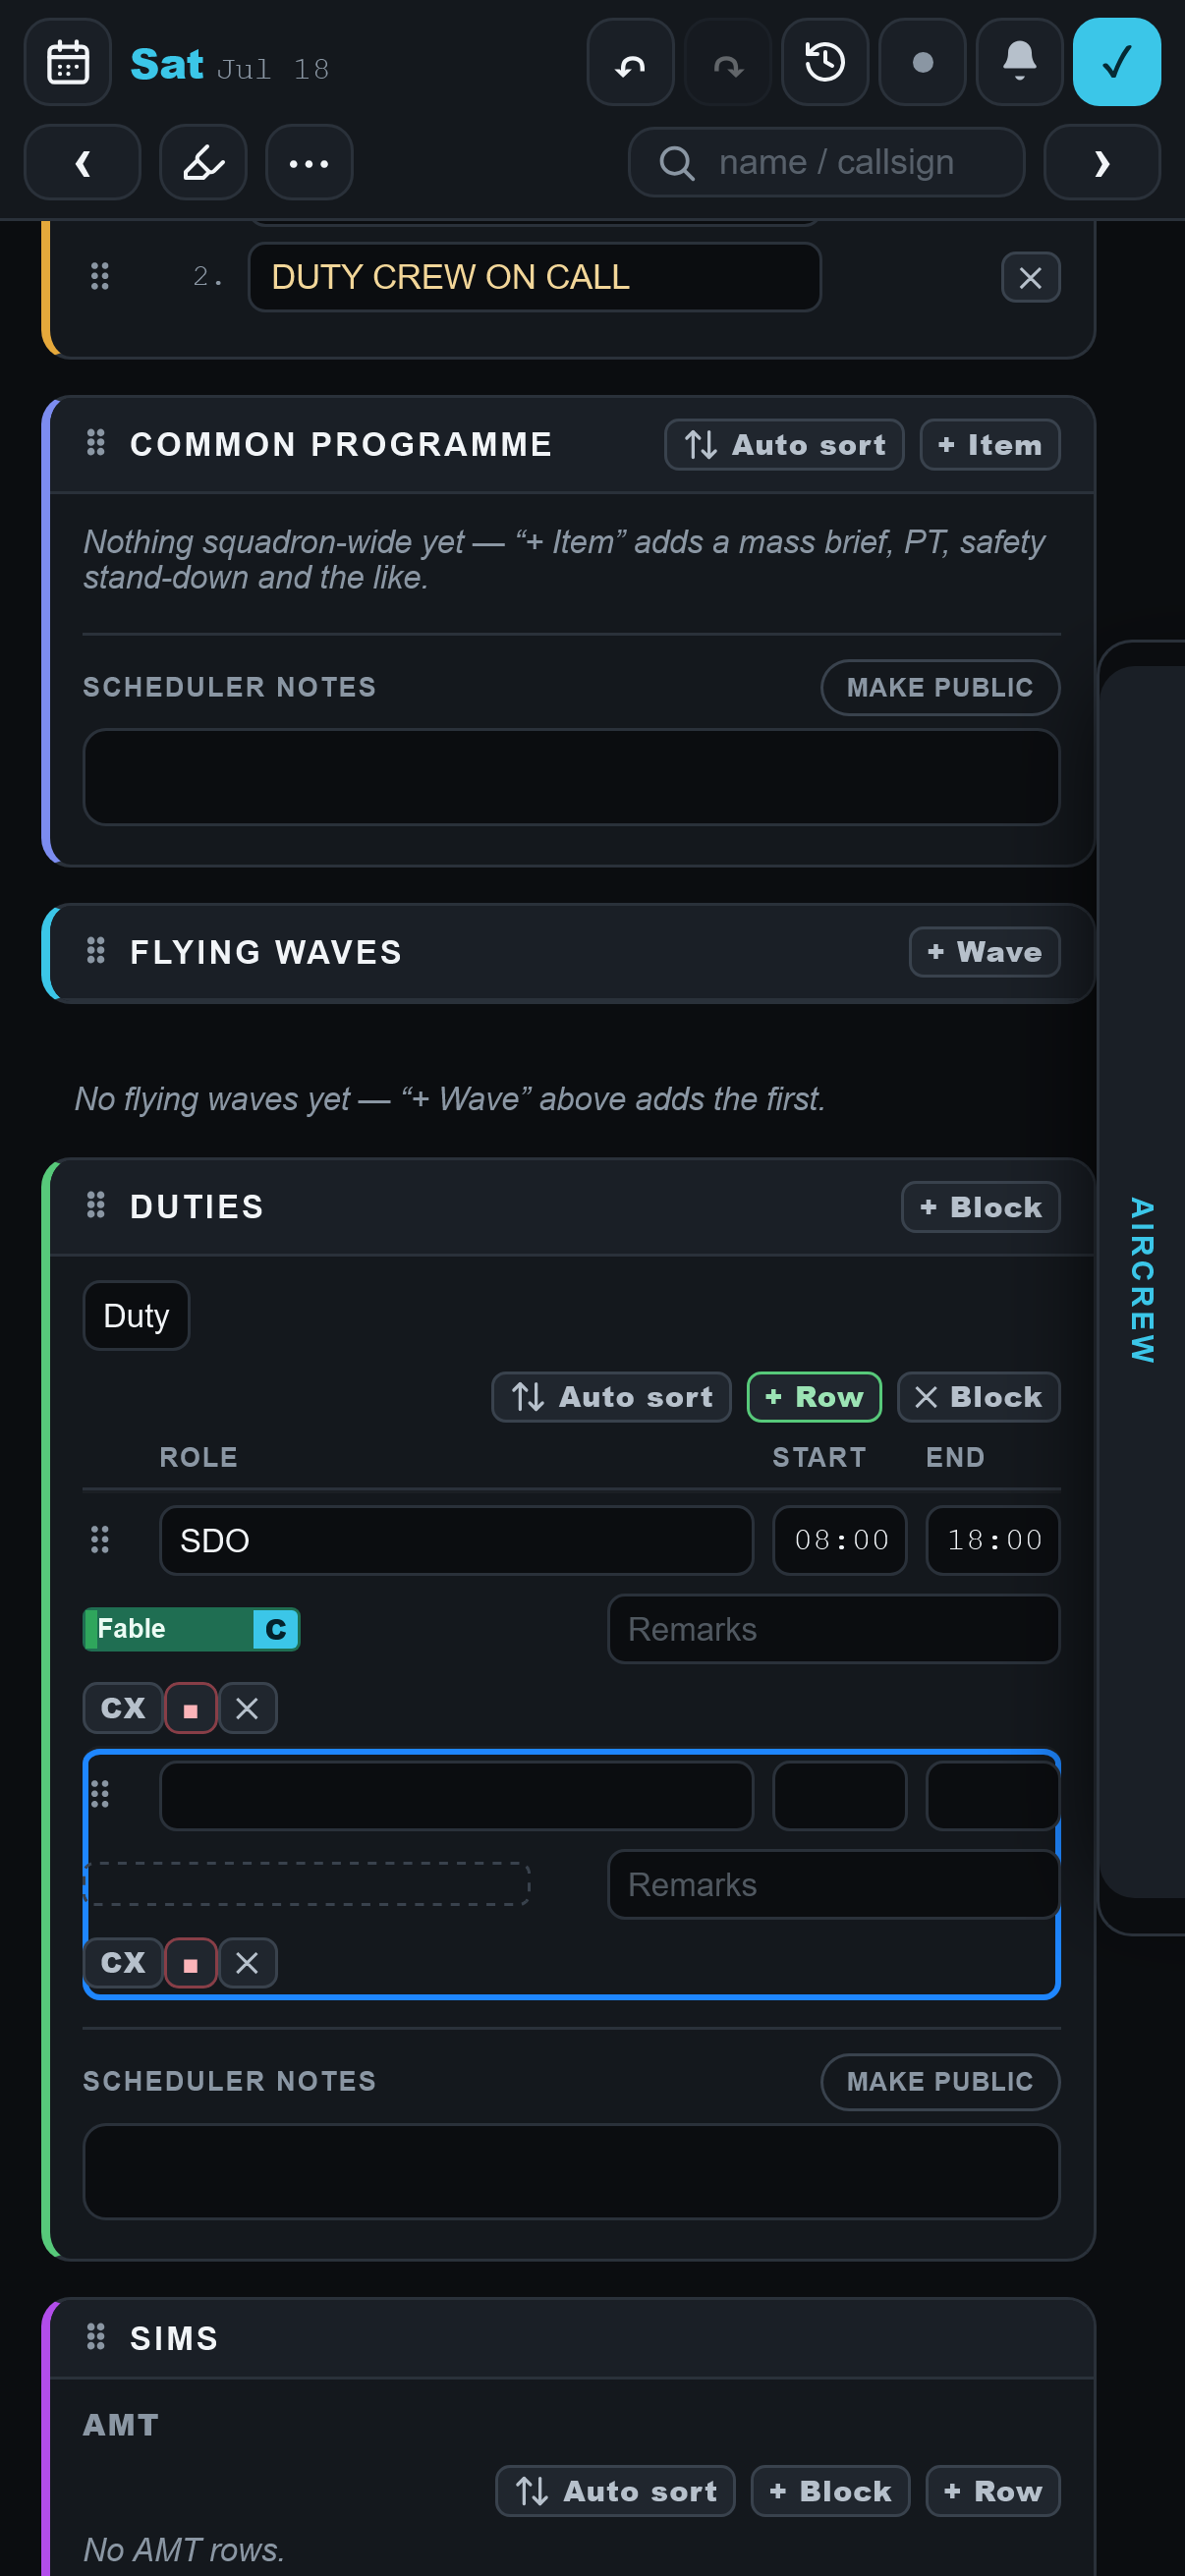 Sat Jul 18
name / callsign
2. DUTY CREW ON CALL
COMMON PROGRAMME
Auto sort
+ Item
Nothing squadron-wide yet — “+ Item” adds a mass brief, PT, safety
stand-down and the like.
SCHEDULER NOTES
MAKE PUBLIC
FLYING WAVES
+ Wave
No flying waves yet — “+ Wave” above adds the first.
AIRCREW
DUTIES
+ Block
Duty
Auto sort
+ Row
× Block
ROLE START END
SDO 08:00 18:00
Fable C
Remarks
CX
Remarks
CX
SCHEDULER NOTES
MAKE PUBLIC
SIMS
AMT
Auto sort
+ Block
+ Row
No AMT rows.